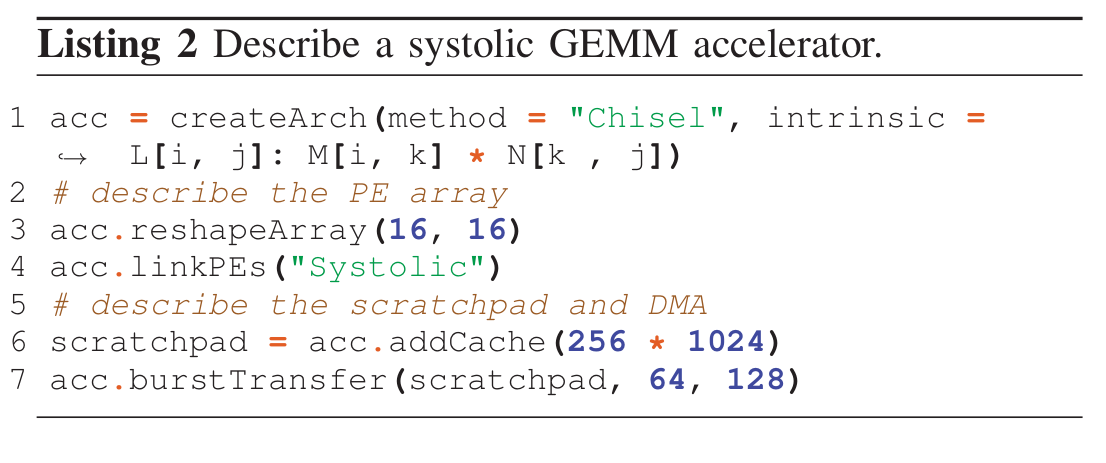 Listing 2 Describe a systolic GEMM accelerator.
1 acc = createArch(method = "Chisel", intrinsic =
↪ L[i, j]: M[i, k] * N[k , j])
2 # describe the PE array
3 acc.reshapeArray(16, 16)
4 acc.linkPEs("Systolic")
5 # describe the scratchpad and DMA
6 scratchpad = acc.addCache(256 * 1024)
7 acc.burstTransfer(scratchpad, 64, 128)